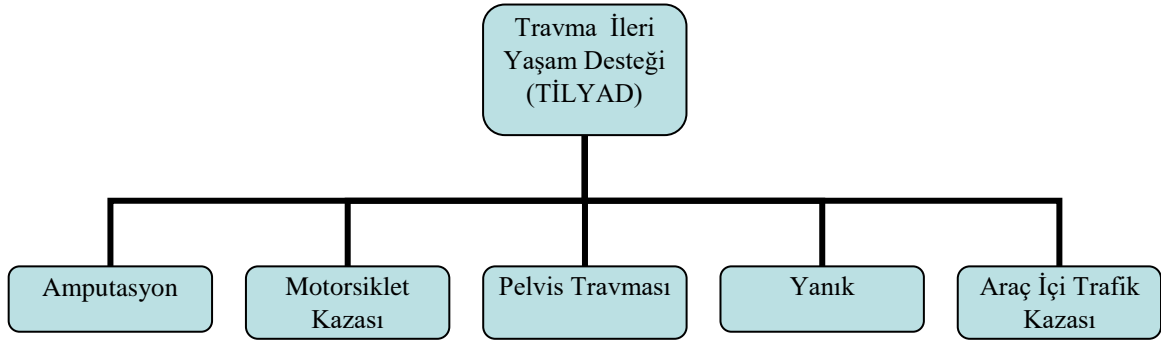 Travma İleri
Yaşam Desteği
(TİLYAD)
Amputasyon
Motorsiklet
Kazası
Pelvis Travması
Yanık
Araç İçi Trafik
Kazası